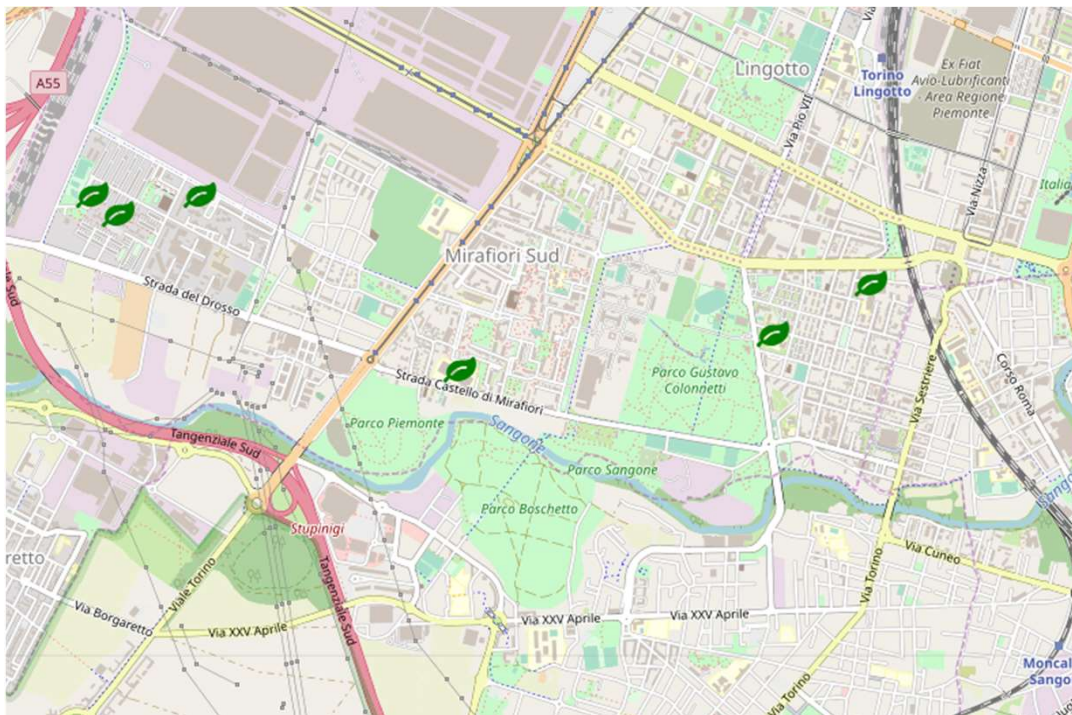 A55
Lingotto
Torino
Lingotto
Ex Fiat
Avio-Lubrificanti
- Area Regione
Piemonte
Via Pio VII
Via Nizza
Italia
Mirafiori Sud
Strada del Drosso
Strada Castello di Mirafiori
Parco Gustavo
Colonnetti
Parco Piemonte
Sangone
Parco Sangone
Parco Boschetto
Via Sestriere
Corso Roma
Tangenziale Sud
Stupinigi
Tangenziale Sud
retto
Viale Torino
Via Borgaretto
Via XXV Aprile
Via XXV Aprile
Via XXV Aprile
Via Torino
Via Cuneo
Via Torino
Moncal
Sango